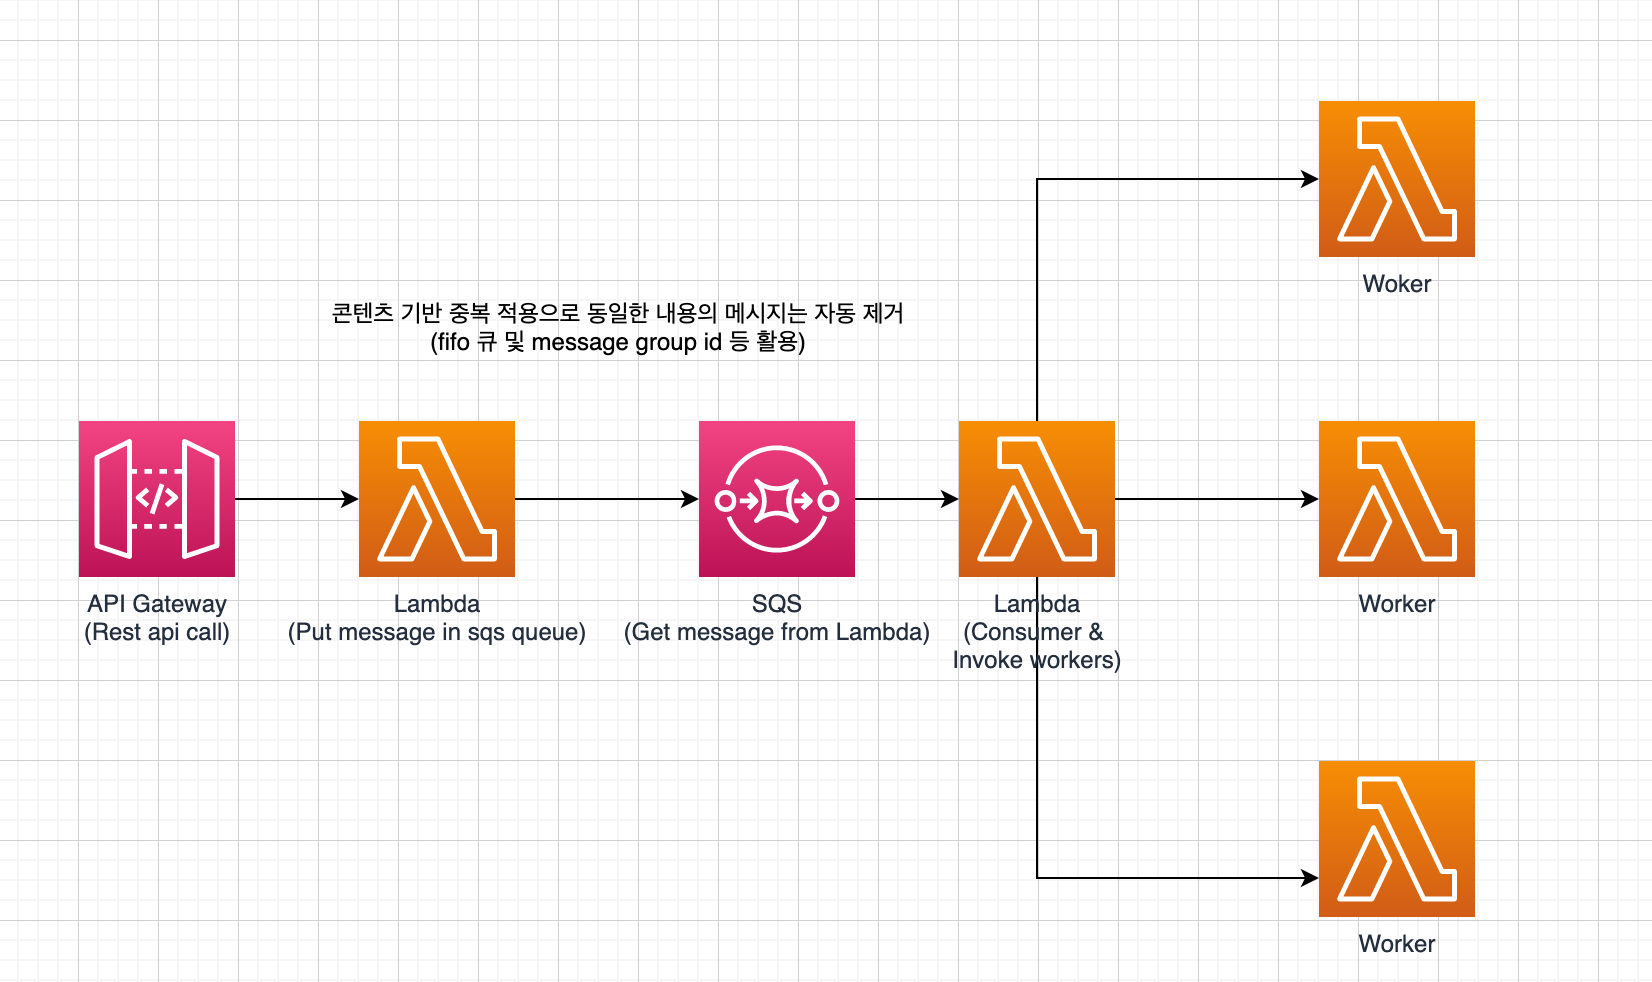 Woker
콘텐츠 기반 중복 적용으로 동일한 내용의 메시지는 자동 제거
(fifo 큐 및 message group id 등 활용)
</>
API Gateway
(Rest api call)
Lambda
(Put message in sqs queue)
SQS
(Get message from Lambda)
Lambda
(Consumer &
Invoke workers)
Worker
Worker